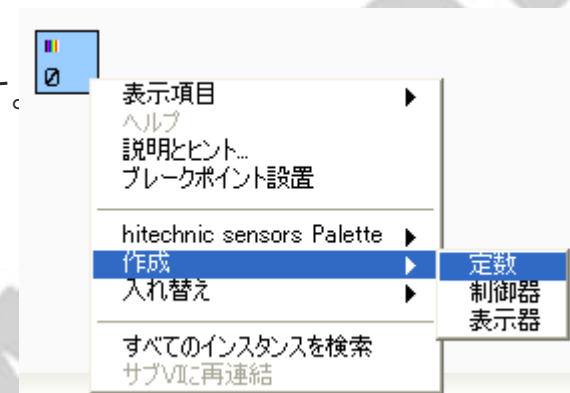 0
。
表示項目
ヘルプ
説明とヒント...
ブレークポイント設置
hitechnic sensors Palette
作成
入れ替え
すべてのインスタンスを検索
サブVIに再連結
定数
制御器
表示器